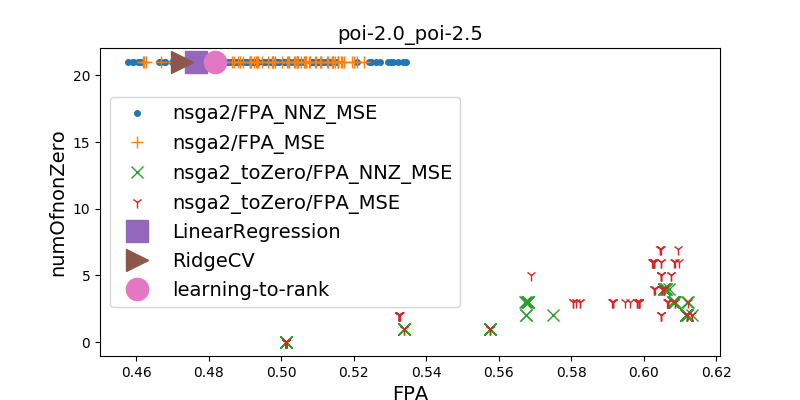 poi-2.0_poi-2.5
numOfnonZero
20
15
10
5
0
nsga2/FPA_NNZ_MSE
nsga2/FPA_MSE
nsga2_toZero/FPA_NNZ_MSE
nsga2_toZero/FPA_MSE
LinearRegression
RidgeCV
learning-to-rank
0.46 0.48 0.50 0.52 0.54 0.56 0.58 0.60 0.62
FPA